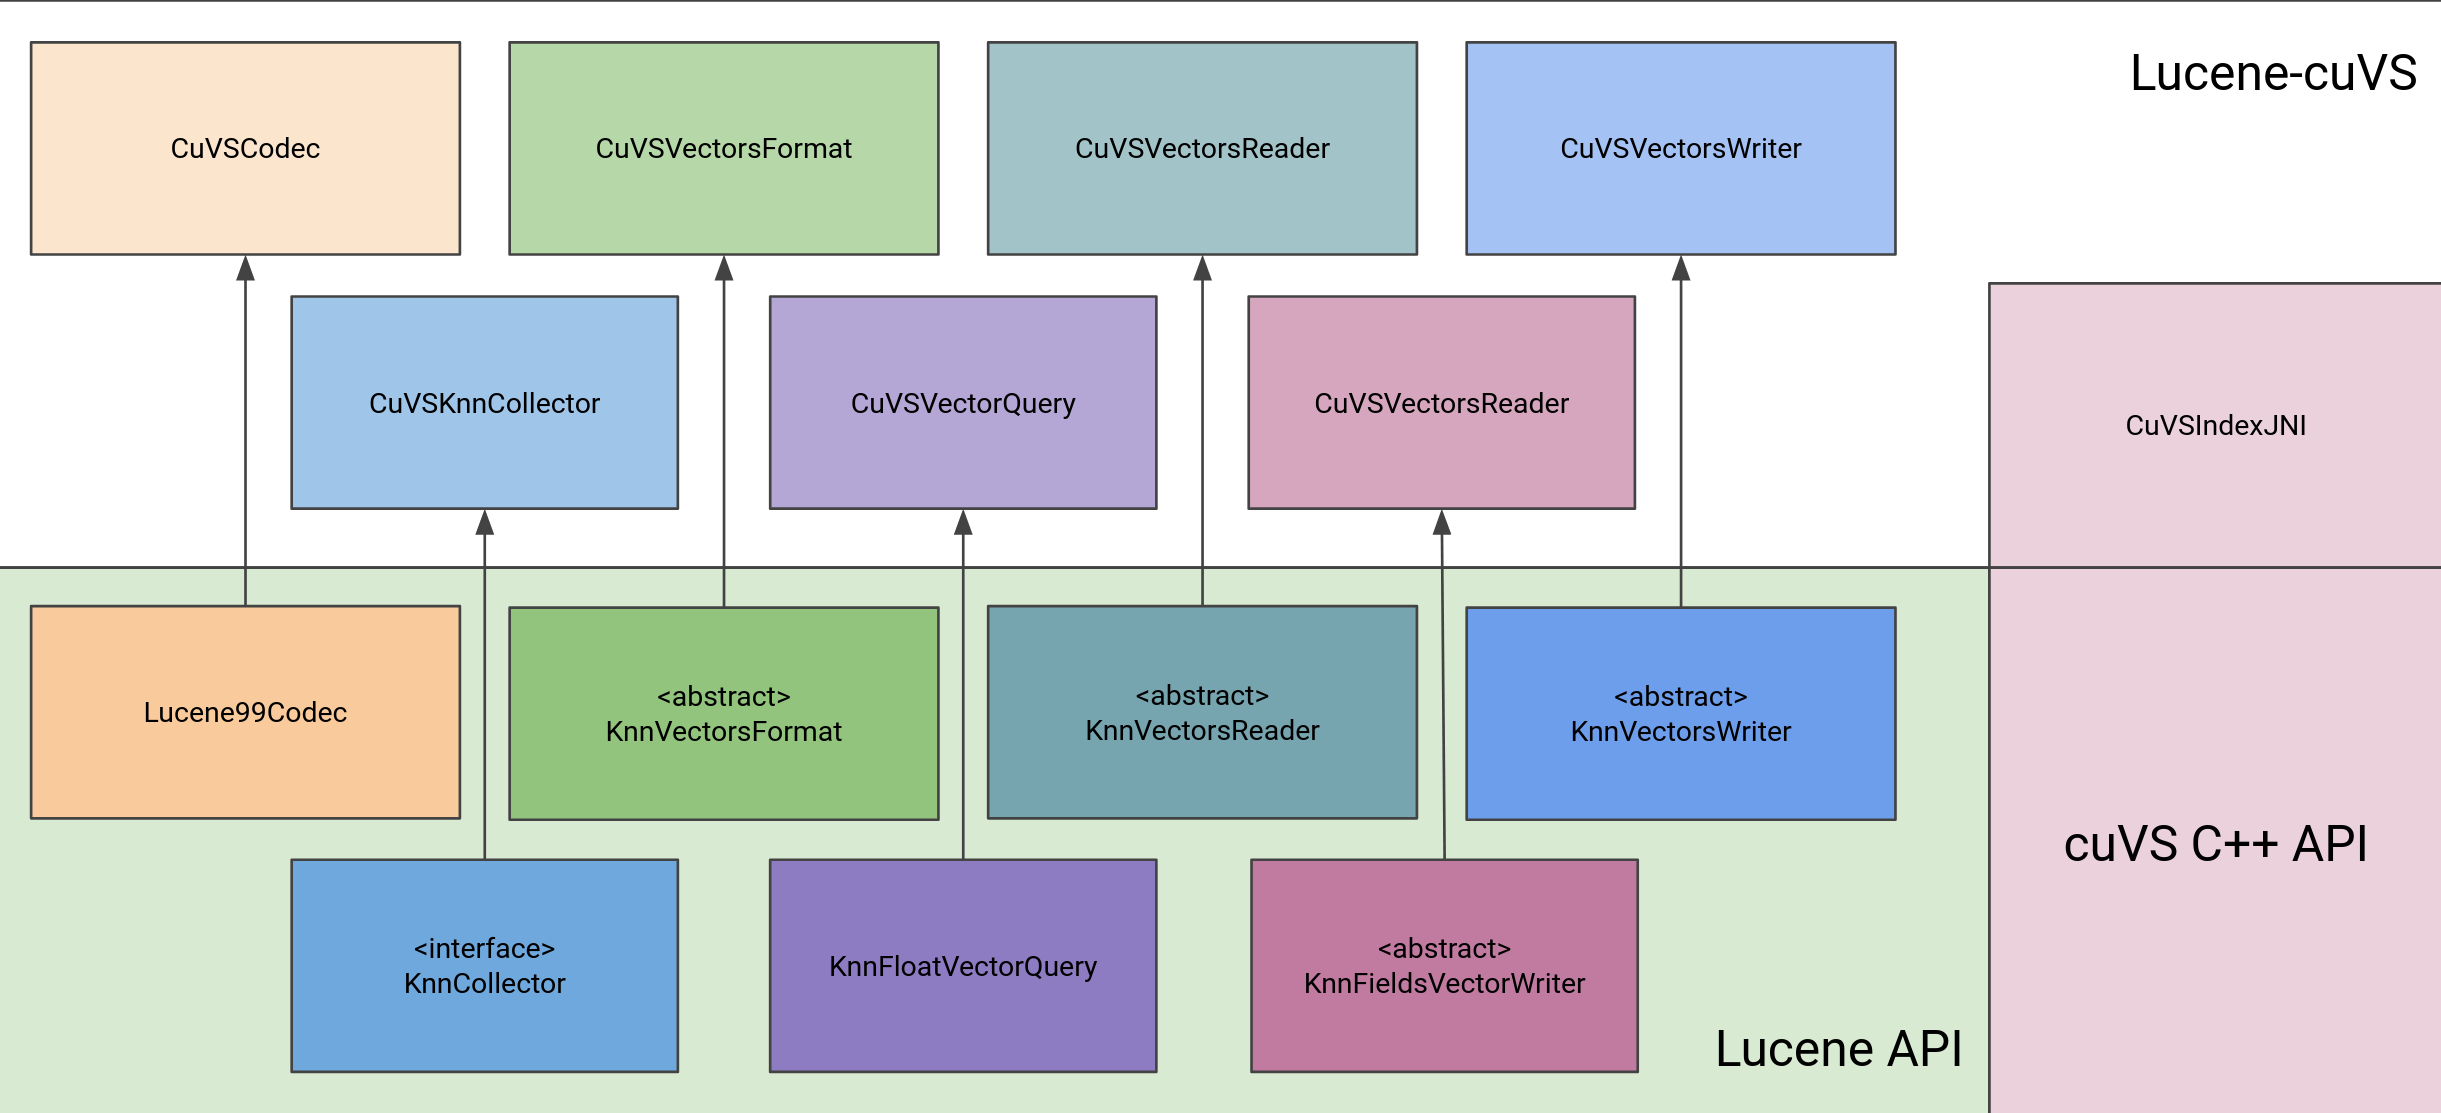 Lucene-cuVS
CuVSCodec
CuVSVectorsFormat
CuVSVectorsReader
CuVSVectorsWriter
CuVSKnnCollector
CuVSVectorQuery
CuVSVectorsReader
CuVSIndexJNI
Lucene99Codec
<abstract>
KnnVectorsFormat
<abstract>
KnnVectorsReader
<abstract>
KnnVectorsWriter
cuVS C++ API
<interface>
KnnCollector
KnnFloatVectorQuery
<abstract>
KnnFieldsVectorWriter
Lucene API